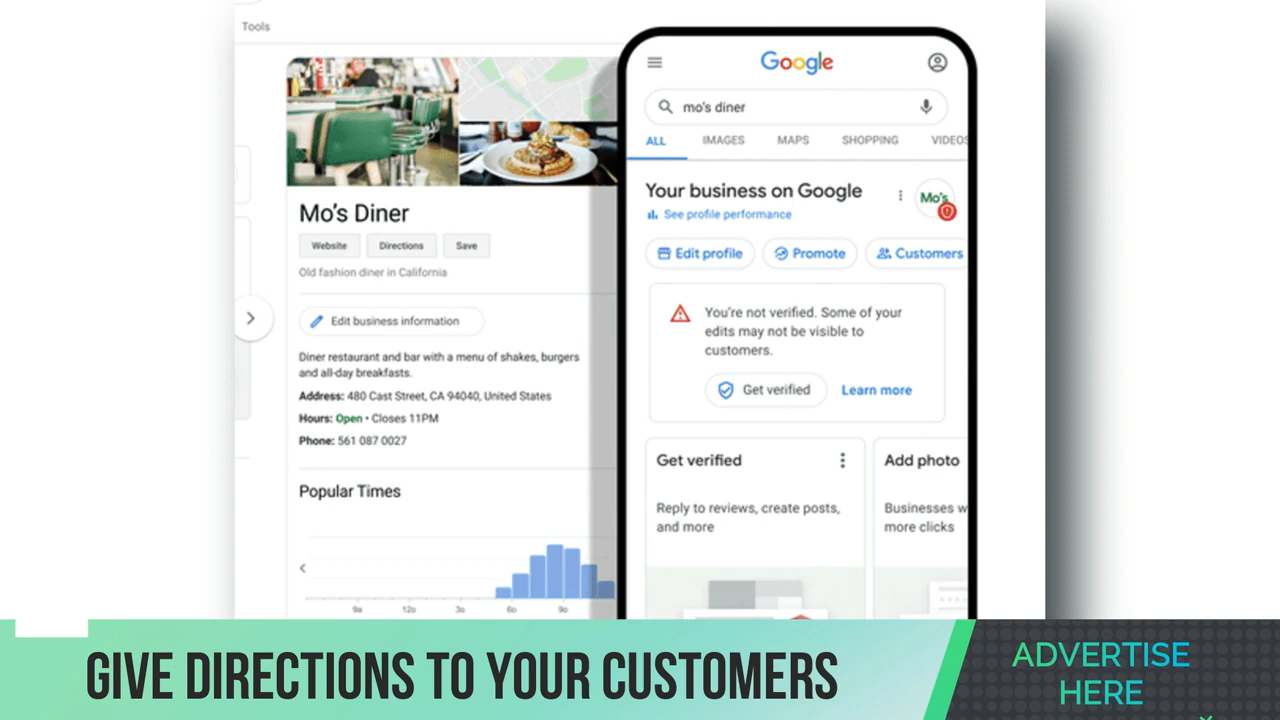 Tools
Mo's Diner
Website
Directions
Save
Old fashion diner in California
Edit business information
Diner restaurant and bar with a menu of shakes, burgers
and all-day breakfasts.
Address: 480 Cast Street, CA 94040, United States
Hours: Open • Closes 11PM
Phone: 561 087 0027
Popular Times
9a
12o
3o
6o
9o
Google
mo's diner
ALL
IMAGES
MAPS
SHOPPING
VIDEOS
Your business on Google
Mo's
See profile performance
Edit profile
Promote
Customers
You're not verified. Some of your
edits may not be visible to
customers.
Get verified
Learn more
Get verified
Reply to reviews, create posts,
and more
Add photo
Businesses w
more clicks
GIVE DIRECTIONS TO YOUR CUSTOMERS
ADVERTISE
HERE